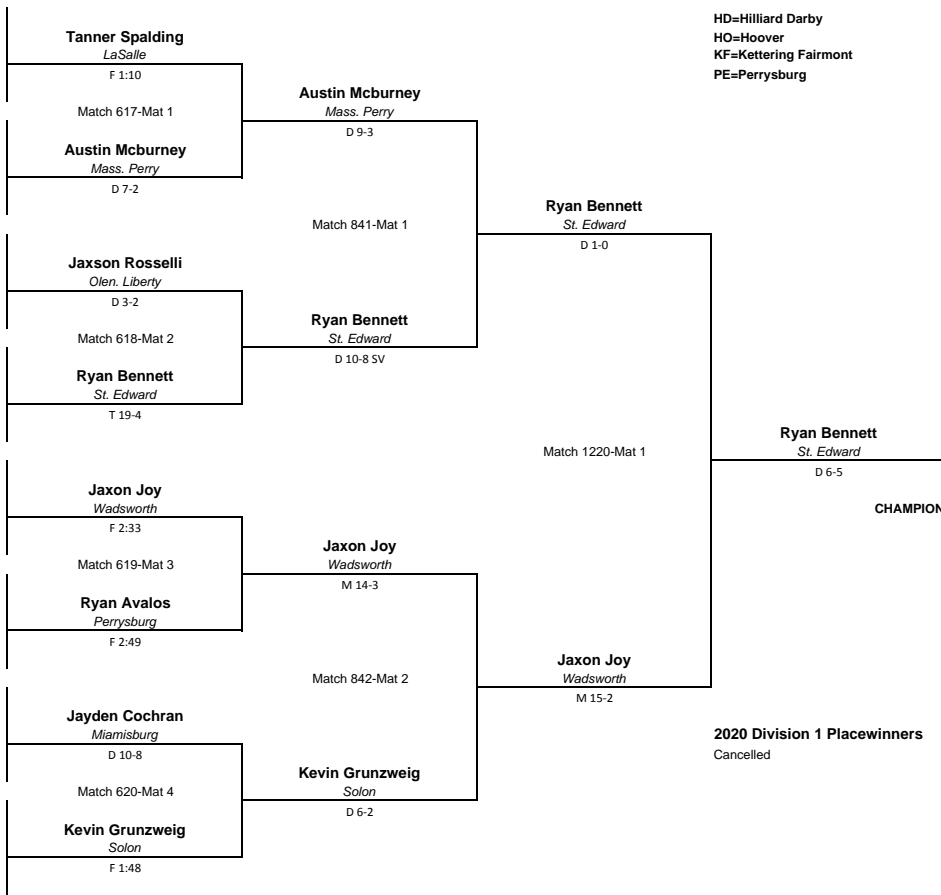 HD=Hilliard Darby
HO=Hoover
KF=Kettering Fairmont
PE=Perrysburg
Tanner Spalding
LaSalle
F 1:10
Match 617-Mat 1
Austin Mcburney
Mass. Perry
D 7-2
Austin Mcburney
Mass. Perry
D 9-3
Match 841-Mat 1
Jaxson Rosselli
Olen. Liberty
D 3-2
Match 618-Mat 2
Ryan Bennett
St. Edward
T 19-4
Ryan Bennett
St. Edward
D 10-8 SV
Ryan Bennett
St. Edward
D 1-0
Match 1220-Mat 1
Ryan Bennett
St. Edward
D 6-5
CHAMPION
Jaxon Joy
Wadsworth
F 2:33
Match 619-Mat 3
Ryan Avalos
Perrysburg
F 2:49
Jaxon Joy
Wadsworth
M 14-3
Match 842-Mat 2
Jayden Cochran
Miamisburg
D 10-8
Match 620-Mat 4
Kevin Grunzweig
Solon
F 1:48
Kevin Grunzweig
Solon
D 6-2
Jaxon Joy
Wadsworth
M 15-2
2020 Division 1 Placewinners
Cancelled